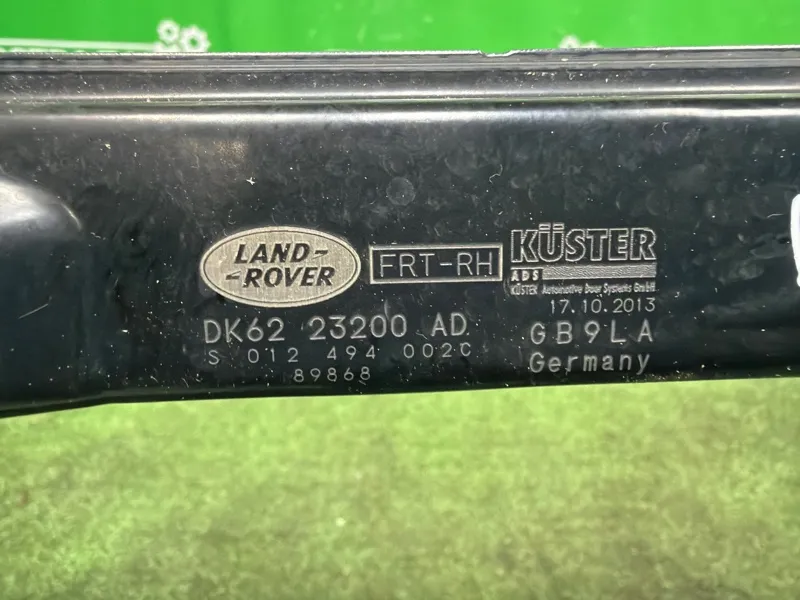 LAND-
-ROVER
FRT-RH
KÜSTER
ADS
KÜSTER Automotive Door Systems GmbH
17.10.2013
DK62 23200 AD
GB9LA
S 012 494 002C
Germany
89868